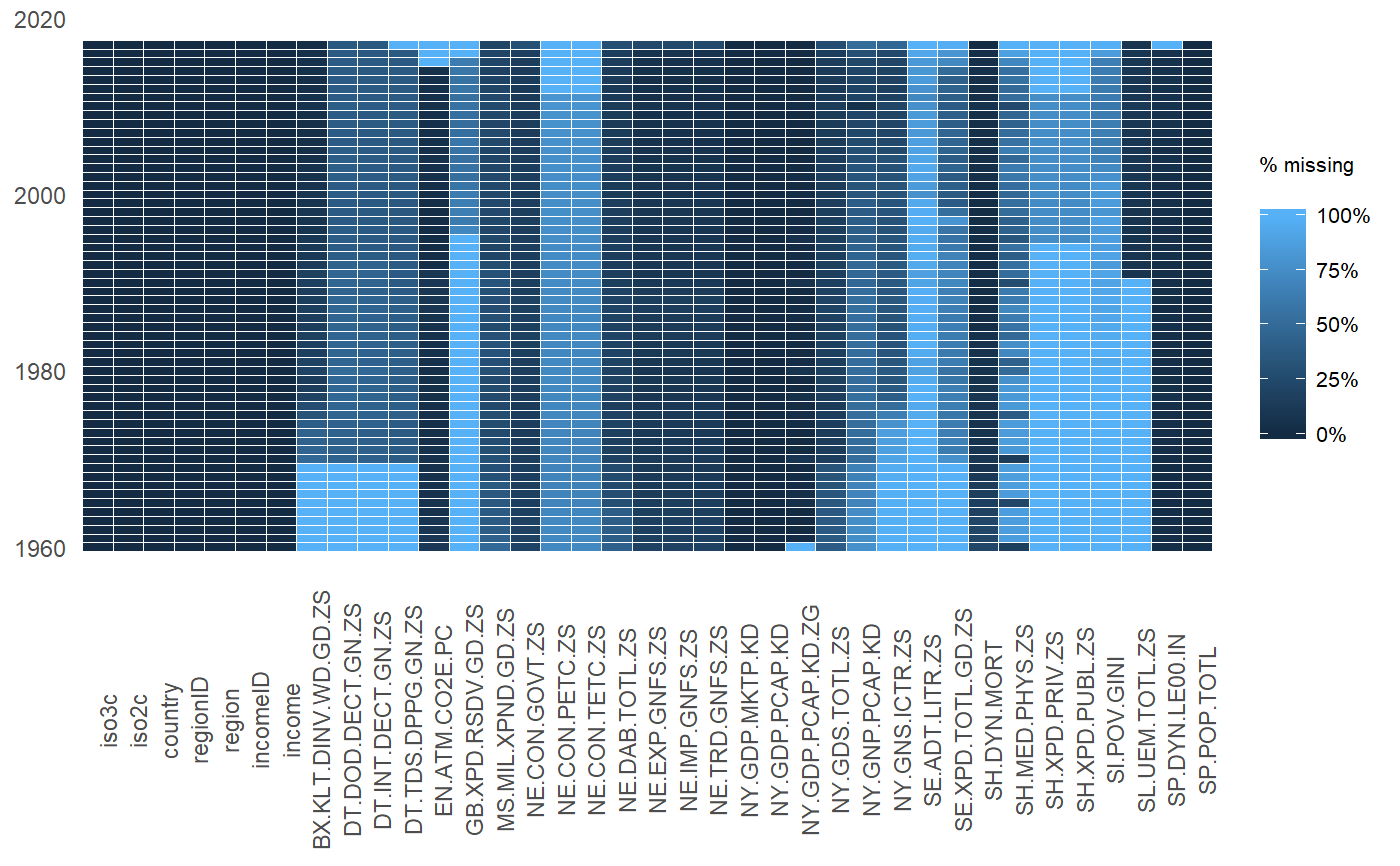 2020
2000
1980
1960
% missing
100%
75%
50%
25%
0%
iso3c
iso2c
country
regionID
region
incomeID
income
BX.KLT.DINV.WD.GD.ZS
DT.DOD.DECT.GN.ZS
DT.INT.DECT.GN.ZS
DT.TDS.DPPG.GN.ZS
EN.ATM.CO2E.PC
GB.XPD.RSDV.GD.ZS
MS.MIL.XPND.GD.ZS
NE.CON.GOVT.ZS
NE.CON.PETC.ZS
NE.CON.TETC.ZS
NE.DAB.TOTL.ZS
NE.EXP.GNFS.ZS
NE.IMP.GNFS.ZS
NE.TRD.GNFS.ZS
NY.GDP.MKTP.KD
NY.GDP.PCAP.KD
NY.GDP.PCAP.KD.ZG
NY.GDS.TOTL.ZS
NY.GNP.PCAP.KD
NY.GNS.ICTR.ZS
SE.ADT.LITR.ZS
SE.XPD.TOTL.GD.ZS
SH.DYN.MORT
SH.MED.PHYS.ZS
SH.XPD.PRIV.ZS
SH.XPD.PUBL.ZS
SI.POV.GINI
SL.UEM.TOTL.ZS
SP.DYN.LE00.IN
SP.POP.TOTL